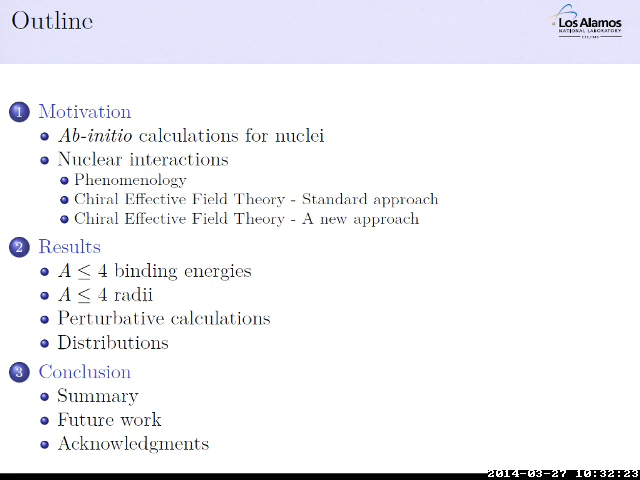 Outline
Los Alamos
NATIONAL LABORATORY
1 Motivation
Ab-initio calculations for nuclei
Nuclear interactions
Phenomenology
Chiral Effective Field Theory - Standard approach
Chiral Effective Field Theory - A new approach
2 Results
A ≤ 4 binding energies
A ≤ 4 radii
Perturbative calculations
Distributions
3 Conclusion
Summary
Future work
Acknowledgments
2014-03-27 10:32:23